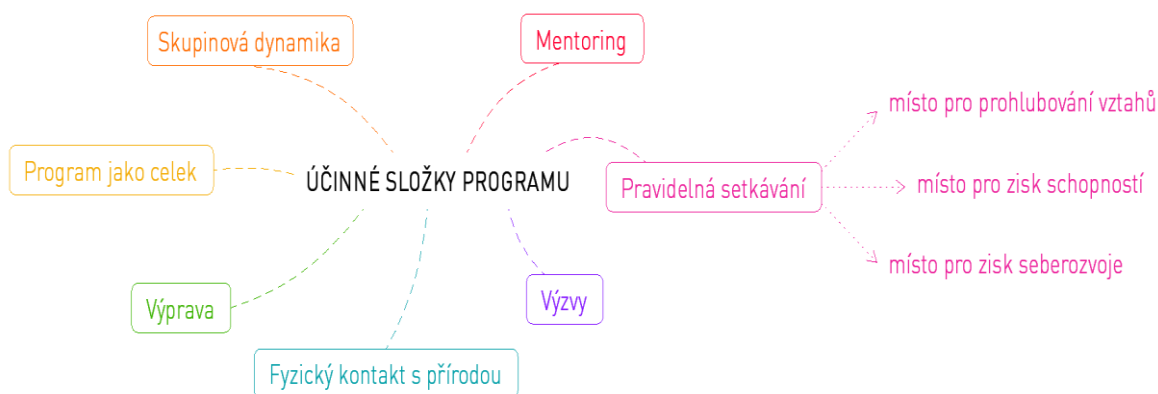 Skupinová dynamika
Mentoring
místo pro prohlubování vztahů
Program jako celek
ÚČINNÉ SLOŽKY PROGRAMU
Pravidelná setkávání
místo pro zisk schopností
místo pro zisk seberozvoje
Výprava
Výzvy
Fyzický kontakt s přírodou